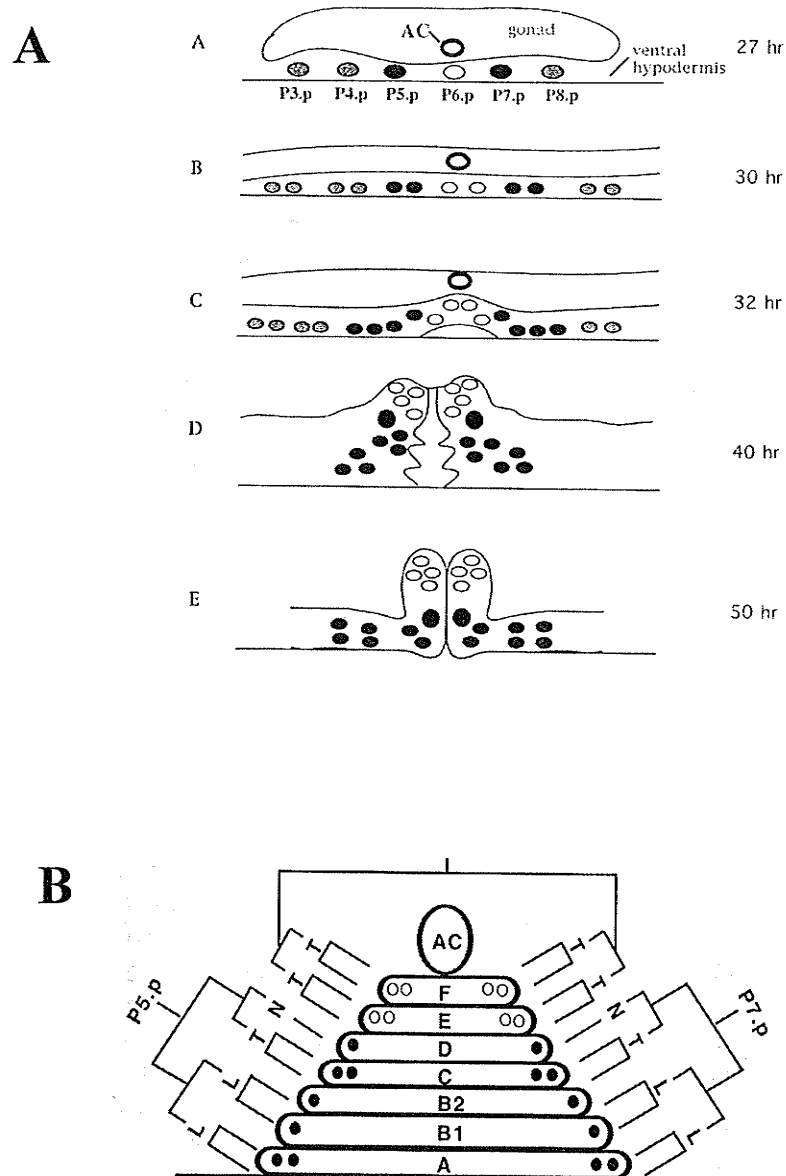 A
A AC gonad 27 hr
ventral
hypodermis
P3.p P4.p P5.p P6.p P7.p P8.p
B 30 hr
C 32 hr
D 40 hr
E 50 hr
B
AC
T T
F
T T
E
P5.p N N P7.p
D
T T
C
L L
B2
B1
L L
A